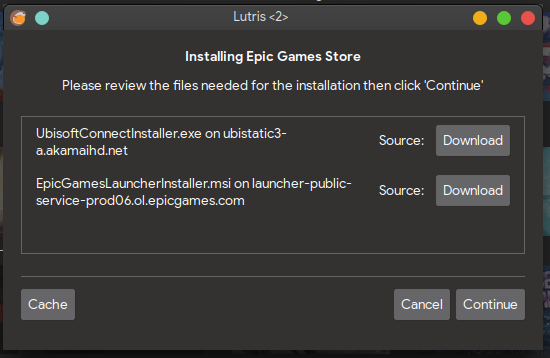 Lutris <2>
Installing Epic Games Store
Please review the files needed for the installation then click 'Continue'
UbisoftConnectInstaller.exe on ubistatic3-
a.akamaihd.net
Source: Download
EpicGamesLauncherInstaller.msi on launcher-public-
service-prod06.ol.epicgames.com
Source: Download
Cache Cancel Continue